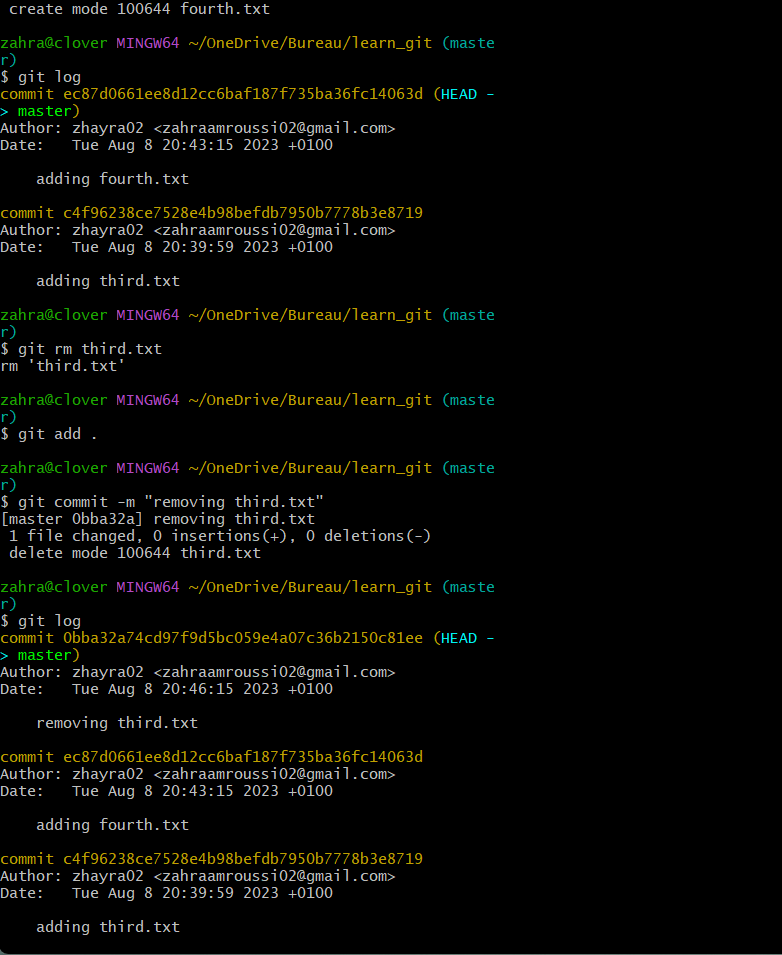 create mode 100644 fourth.txt
zahra@clover MINGW64 ~/OneDrive/Bureau/learn_git (maste
r)
$ git log
commit ec87d0661ee8d12cc6baf187f735ba36fc14063d (HEAD -
> master)
Author: zhayra02 <zahraamroussi02@gmail.com>
Date:   Tue Aug 8 20:43:15 2023 +0100
    adding fourth.txt
commit c4f96238ce7528e4b98befdb7950b7778b3e8719
Author: zhayra02 <zahraamroussi02@gmail.com>
Date:   Tue Aug 8 20:39:59 2023 +0100
    adding third.txt
zahra@clover MINGW64 ~/OneDrive/Bureau/learn_git (maste
r)
$ git rm third.txt
rm 'third.txt'
zahra@clover MINGW64 ~/OneDrive/Bureau/learn_git (maste
r)
$ git add .
zahra@clover MINGW64 ~/OneDrive/Bureau/learn_git (maste
r)
$ git commit -m "removing third.txt"
[master 0bba32a] removing third.txt
 1 file changed, 0 insertions(+), 0 deletions(-)
 delete mode 100644 third.txt
zahra@clover MINGW64 ~/OneDrive/Bureau/learn_git (maste
r)
$ git log
commit 0bba32a74cd97f9d5bc059e4a07c36b2150c81ee (HEAD -
> master)
Author: zhayra02 <zahraamroussi02@gmail.com>
Date:   Tue Aug 8 20:46:15 2023 +0100
    removing third.txt
commit ec87d0661ee8d12cc6baf187f735ba36fc14063d
Author: zhayra02 <zahraamroussi02@gmail.com>
Date:   Tue Aug 8 20:43:15 2023 +0100
    adding fourth.txt
commit c4f96238ce7528e4b98befdb7950b7778b3e8719
Author: zhayra02 <zahraamroussi02@gmail.com>
Date:   Tue Aug 8 20:39:59 2023 +0100
    adding third.txt